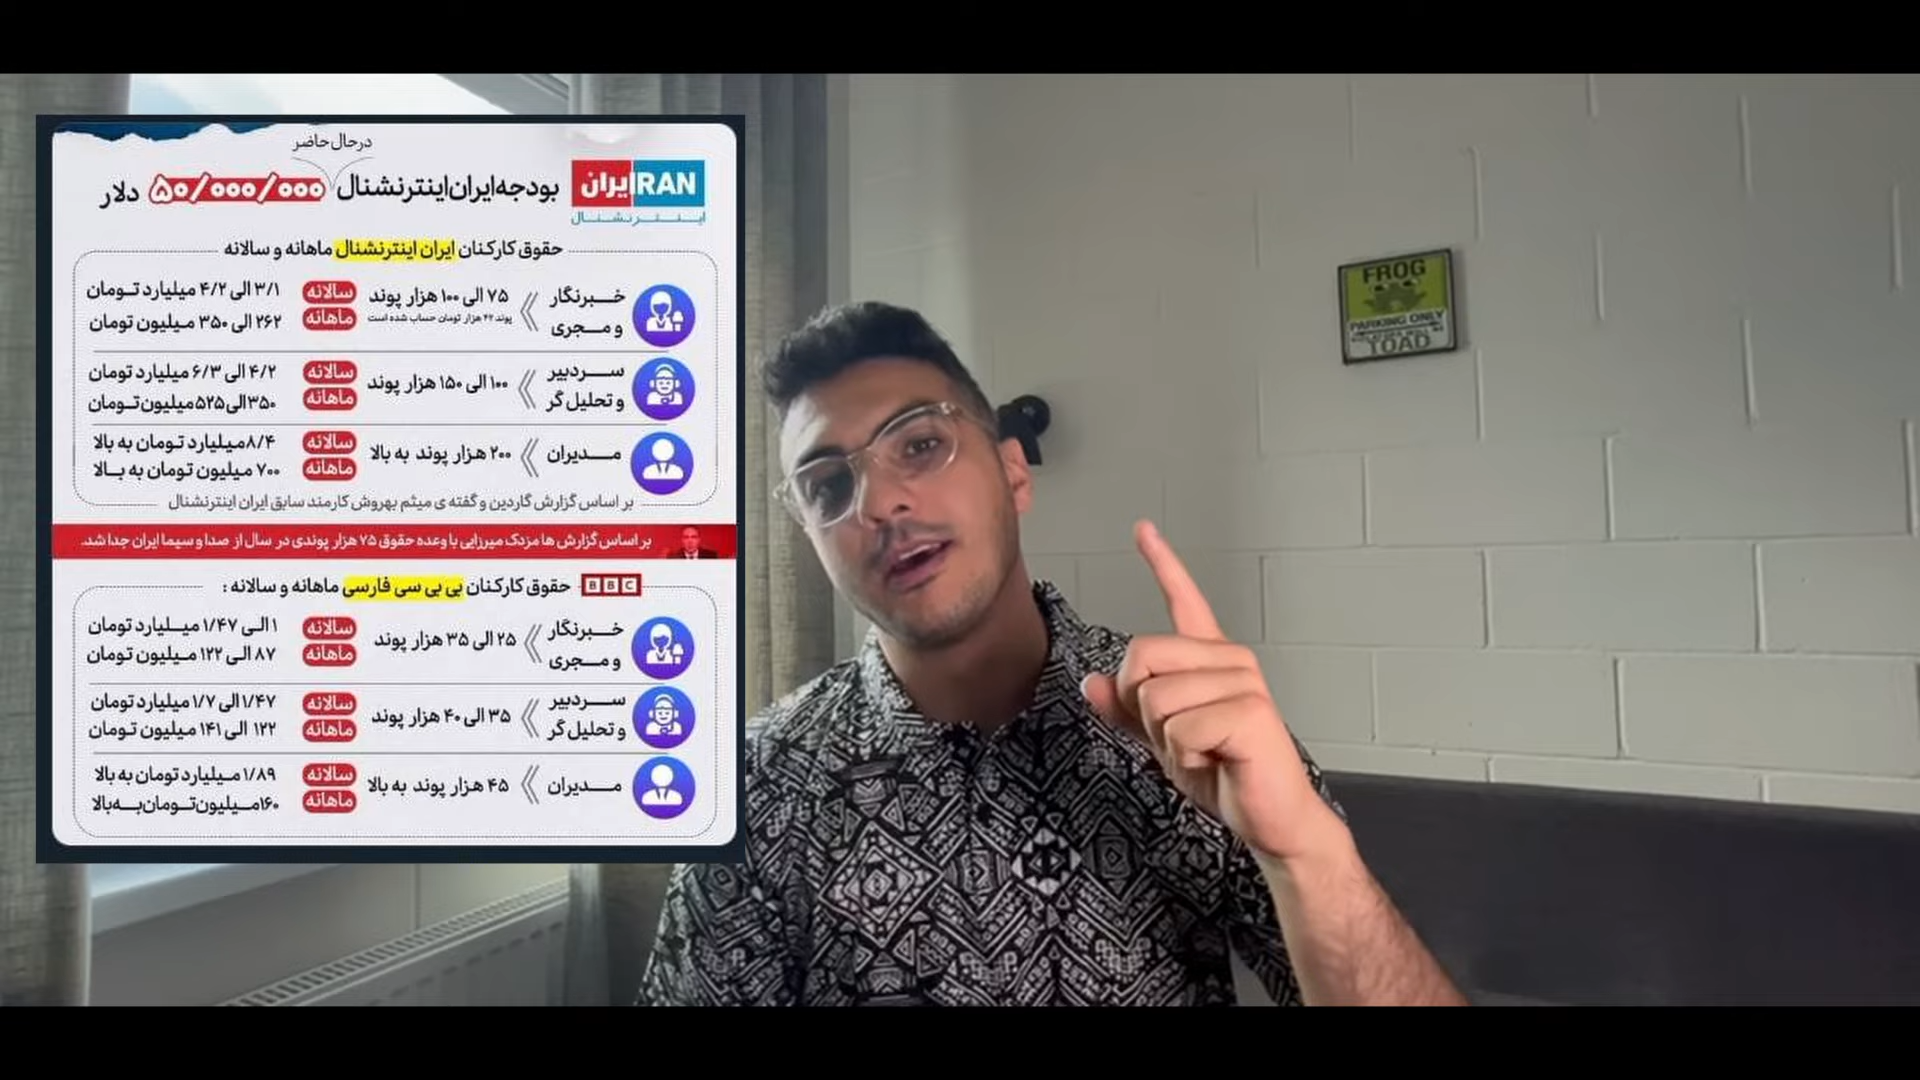 در حال حاضر
بودجه ایران اینترنشنال ۵۰/۰۰۰/۰۰۰ دلار
ایران IRAN
اینترنشنال
حقوق کارکنان ایران اینترنشنال ماهانه و سالانه
خبرنگار و مجری
۷۵ الی ۱۰۰ هزار پوند
پوند ۴۲ هزار تومان حساب شده است
سالانه ۳/۱ الی ۴/۲ میلیارد تومان
ماهانه ۲۶۲ الی ۳۵۰ میلیون تومان
سردبیر و تحلیل گر
۱۰۰ الی ۱۵۰ هزار پوند
سالانه ۴/۲ الی ۶/۳ میلیارد تومان
ماهانه ۳۵۰ الی ۵۲۵ میلیون تومان
مدیران
۲۰۰ هزار پوند به بالا
سالانه ۸/۴ میلیارد تومان به بالا
ماهانه ۷۰۰ میلیون تومان به بالا
بر اساس گزارش گاردین و گفته ی میثم بهروش کارمند سابق ایران اینترنشنال
بر اساس گزارش ها مزدک میرزایی با وعده حقوق ۷۵ هزار پوندی در سال از صدا و سیما ایران جدا شد.
BBC حقوق کارکنان بی بی سی فارسی ماهانه و سالانه :
خبرنگار و مجری
۲۵ الی ۳۵ هزار پوند
سالانه ۱ الی ۱/۴۷ میلیارد تومان
ماهانه ۸۷ الی ۱۲۲ میلیون تومان
سردبیر و تحلیل گر
۳۵ الی ۴۰ هزار پوند
سالانه ۱/۴۷ الی ۱/۷ میلیارد تومان
ماهانه ۱۲۲ الی ۱۴۱ میلیون تومان
مدیران
۴۵ هزار پوند به بالا
سالانه ۱/۸۹ میلیارد تومان به بالا
ماهانه ۱۶۰ میلیون تومان به بالا
FROG
PARKING ONLY
TOAD